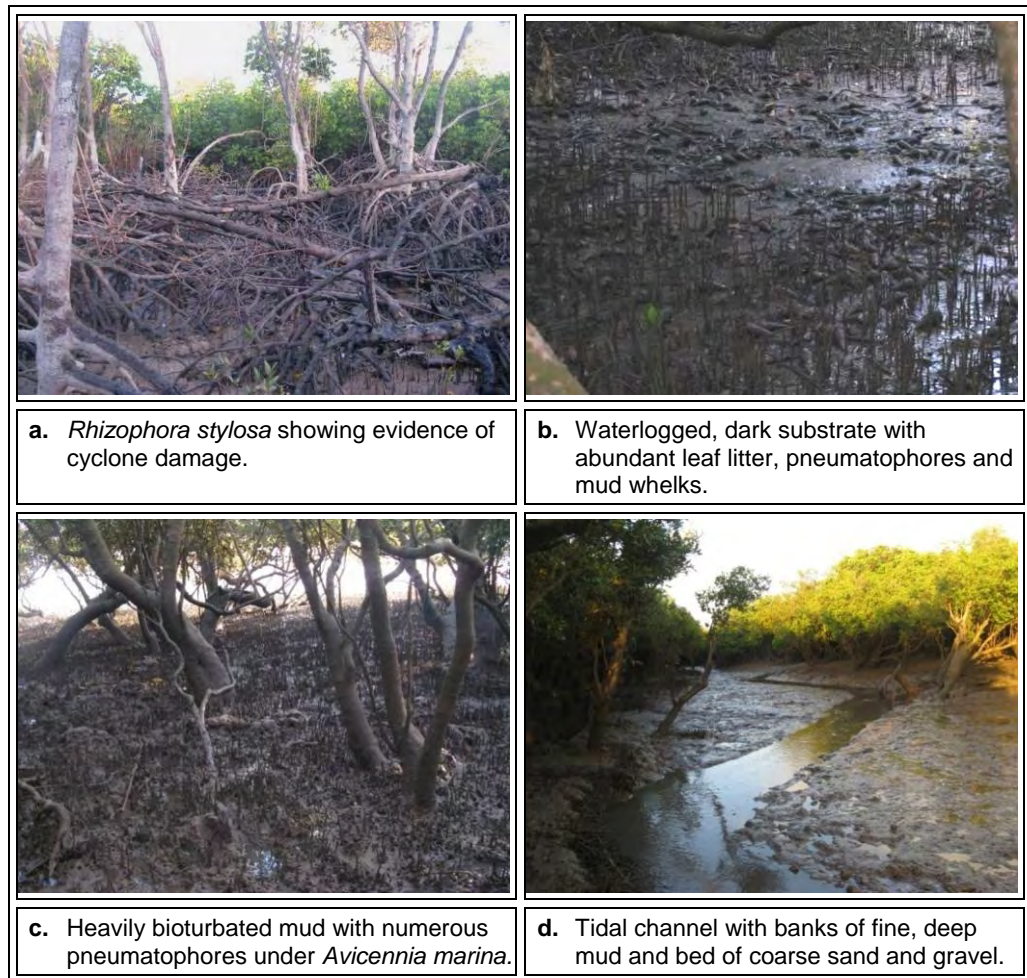 a. Rhizophora stylosa showing evidence of
cyclone damage.
b. Waterlogged, dark substrate with
abundant leaf litter, pneumatophores and
mud whelks.
c. Heavily bioturbated mud with numerous
pneumatophores under Avicennia marina.
d. Tidal channel with banks of fine, deep
mud and bed of coarse sand and gravel.